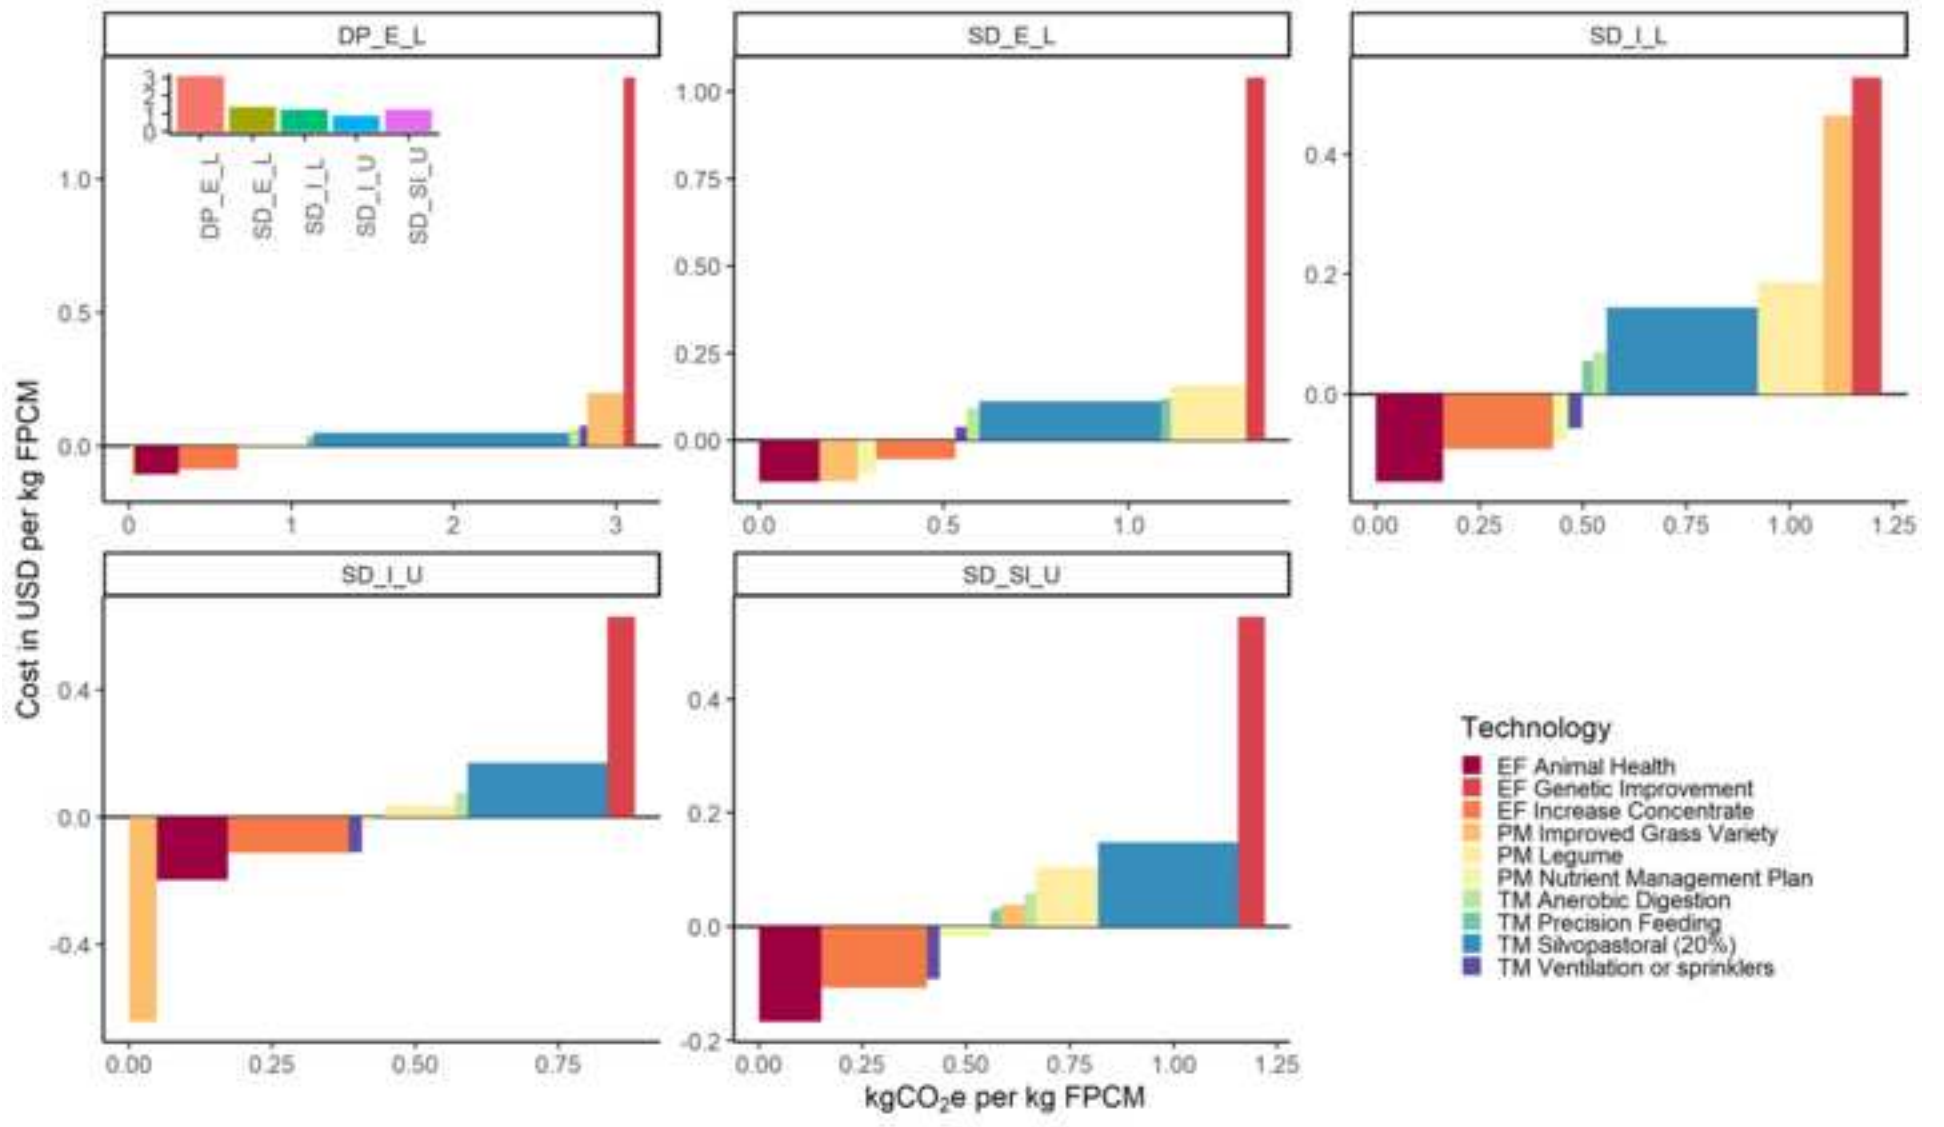 DP_E_L
SD_E_L
SD_I_L
3
2
1
0
DP_E_L
SD_E_L
SD_I_L
SD_I_U
SD_SI_U
1.0
0.5
0.0
0
1
2
3
1.00
0.75
0.50
0.25
0.00
0.0
0.5
1.0
0.4
0.2
0.0
0.00
0.25
0.50
0.75
1.00
1.25
Cost in USD per kg FPCM
SD_I_U
SD_SI_U
0.4
0.0
-0.4
0.00
0.25
0.50
0.75
0.4
0.2
0.0
-0.2
0.00
0.25
0.50
0.75
1.00
1.25
kgCO₂e per kg FPCM
Technology
EF Animal Health
EF Genetic Improvement
EF Increase Concentrate
PM Improved Grass Variety
PM Legume
PM Nutrient Management Plan
TM Anerobic Digestion
TM Precision Feeding
TM Silvopastoral (20%)
TM Ventilation or sprinklers